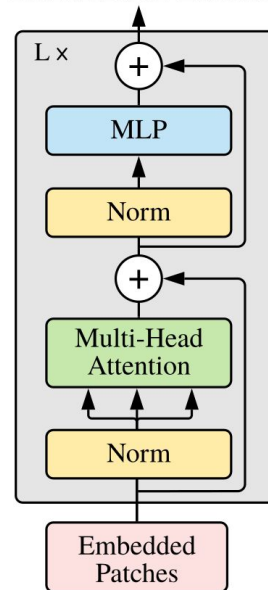 L ×
+
MLP
Norm
+
Multi-Head
Attention
Norm
Embedded
Patches